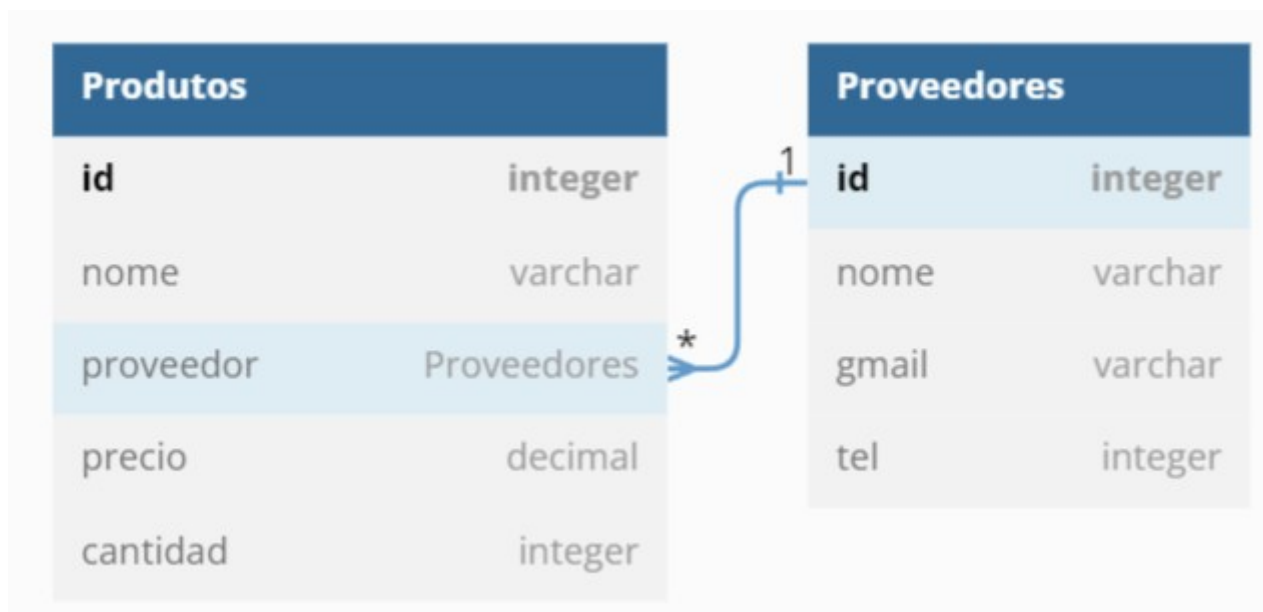 Produtos
id integer
nome varchar
proveedor Proveedores
precio decimal
cantidad integer
*
1
Proveedores
id integer
nome varchar
gmail varchar
tel integer